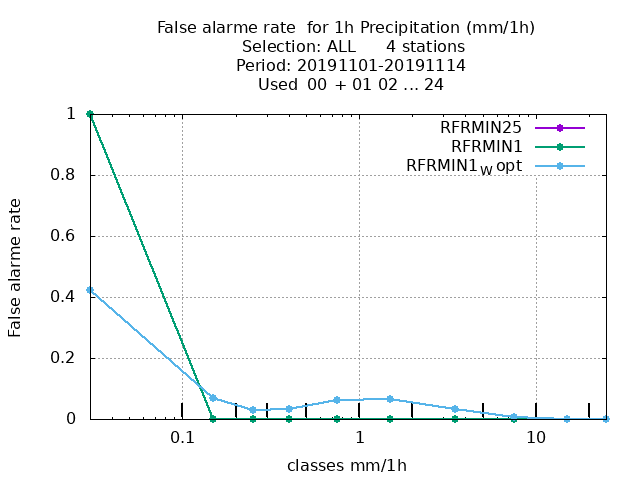 False alarme rate  for 1h Precipitation (mm/1h)
Selection: ALL      4 stations
Period: 20191101-20191114
Used  00  + 01 02 ... 24
RFRMIN25
RFRMIN1
RFRMIN1W opt
1
0.8
0.6
0.4
0.2
0
False alarme rate
0.1
1
10
classes mm/1h